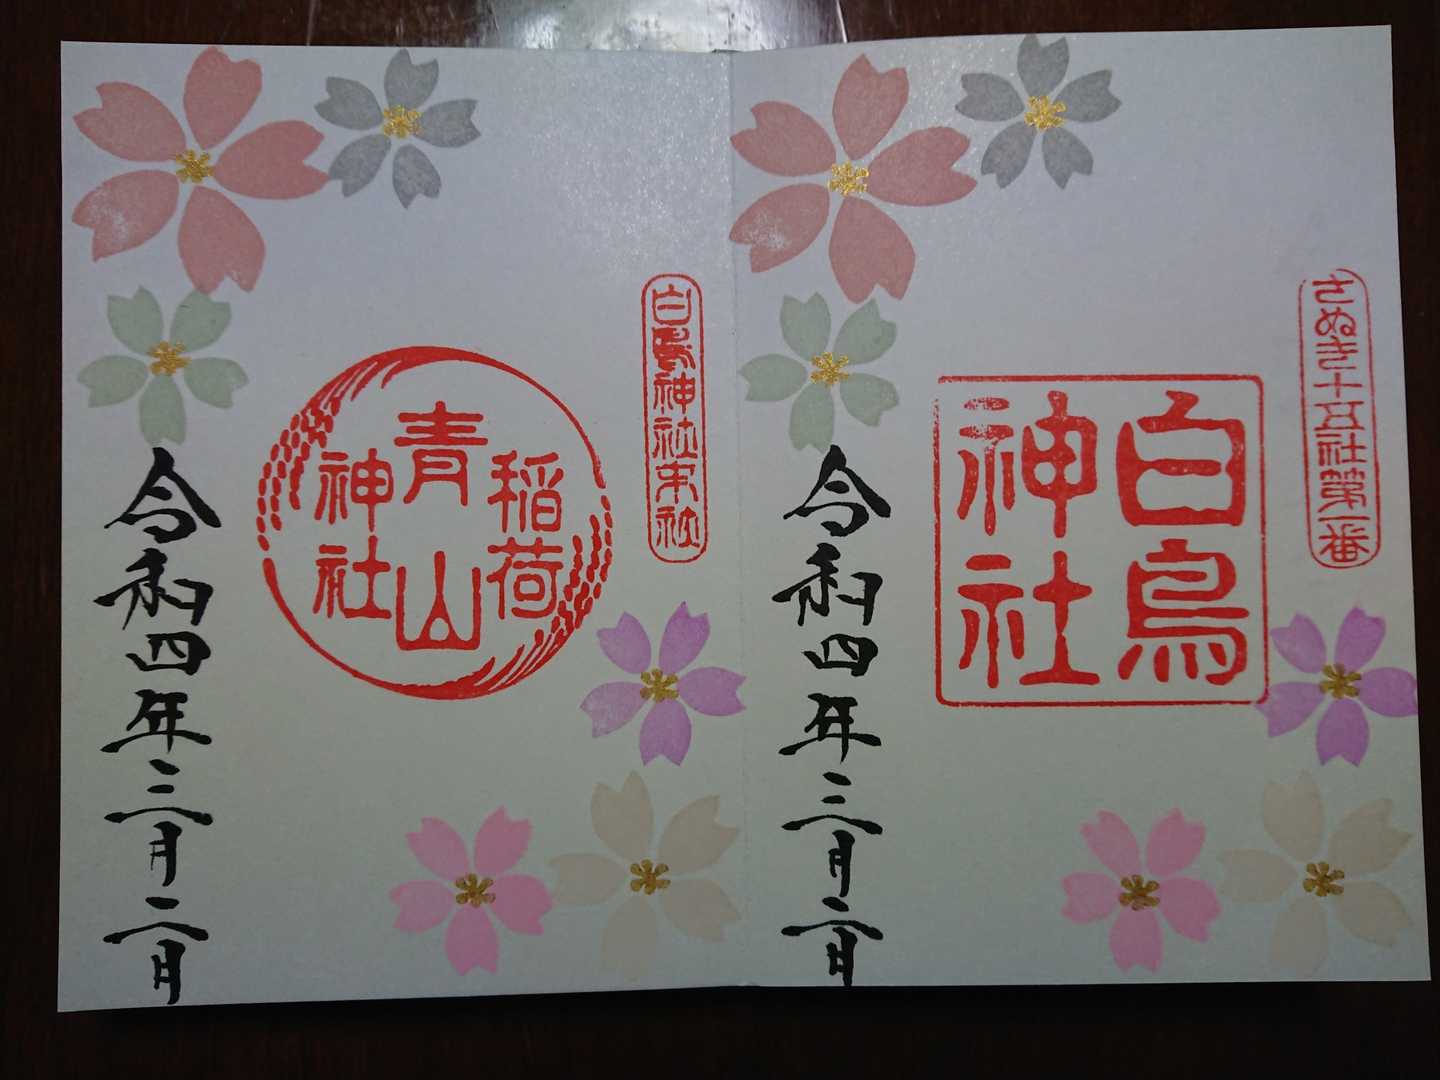 さぬき十五社第一番
白鳥
神社
令和四年三月二日
白鳥神社末社
稲荷
青山
神社
令和四年三月二日